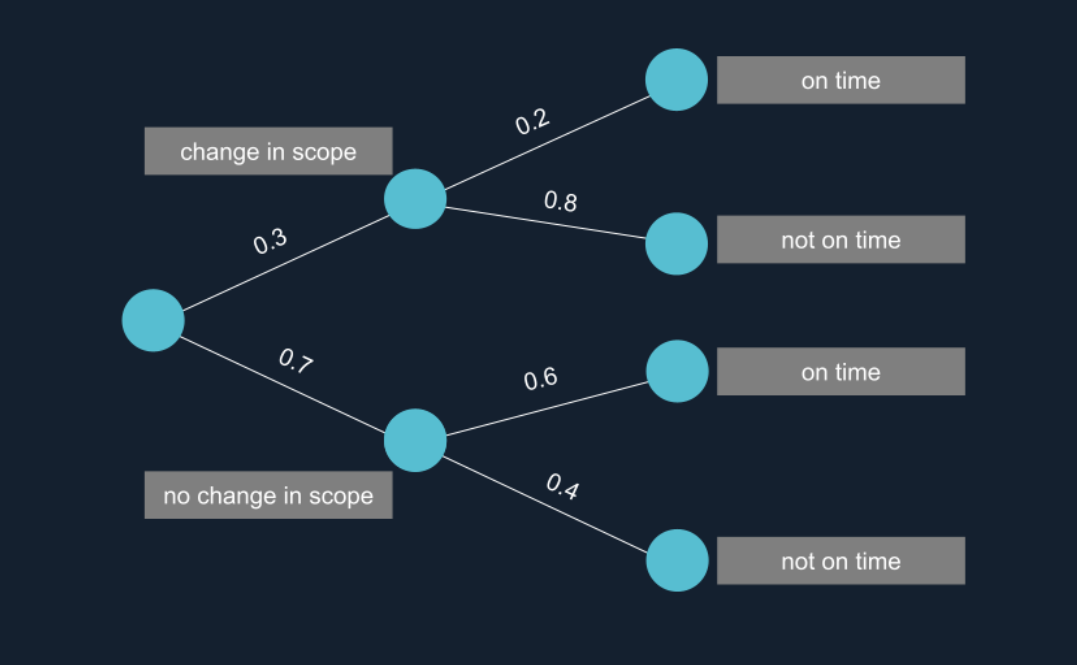 on time
0.2
change in scope
0.8
0.3
not on time
0.7
0.6
on time
no change in scope
0.4
not on time